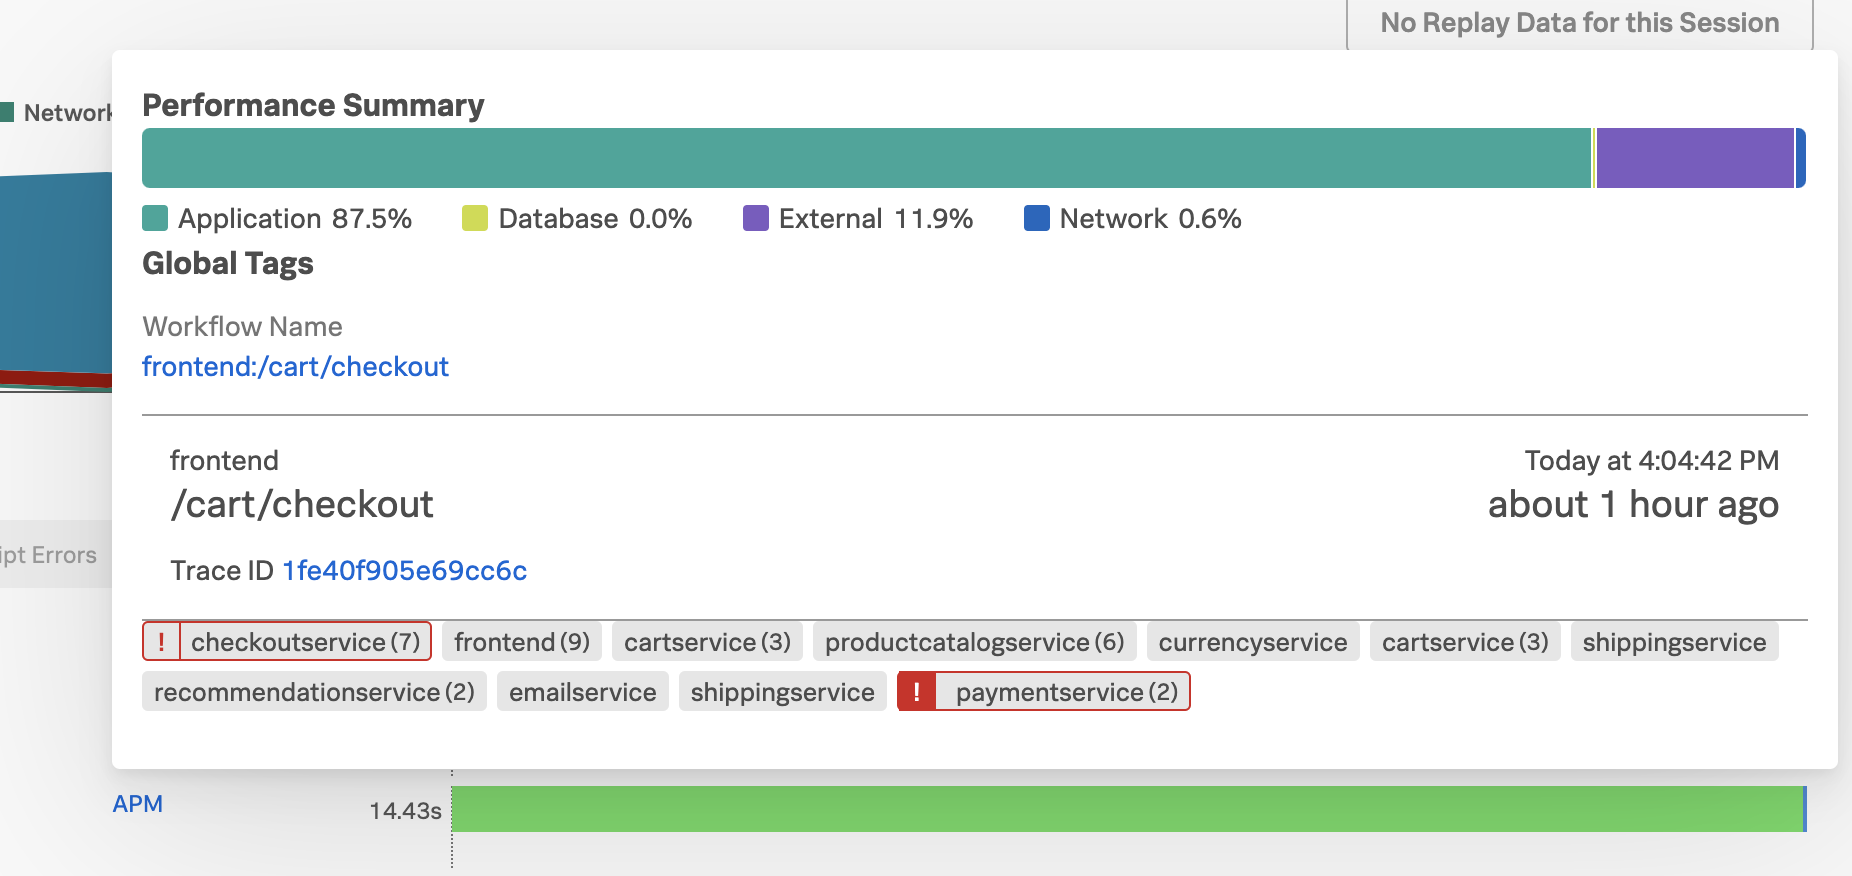 No Replay Data for this Session
Network
Performance Summary
Application 87.5% Database 0.0% External 11.9% Network 0.6%
Global Tags
Workflow Name
frontend:/cart/checkout
frontend Today at 4:04:42 PM
/cart/checkout about 1 hour ago
ipt Errors
Trace ID 1fe40f905e69cc6c
! checkoutservice (7) frontend (9) cartservice (3) productcatalogservice (6) currencyservice cartservice (3) shippingservice
recommendationservice (2) emailservice shippingservice ! paymentservice (2)
APM 14.43s